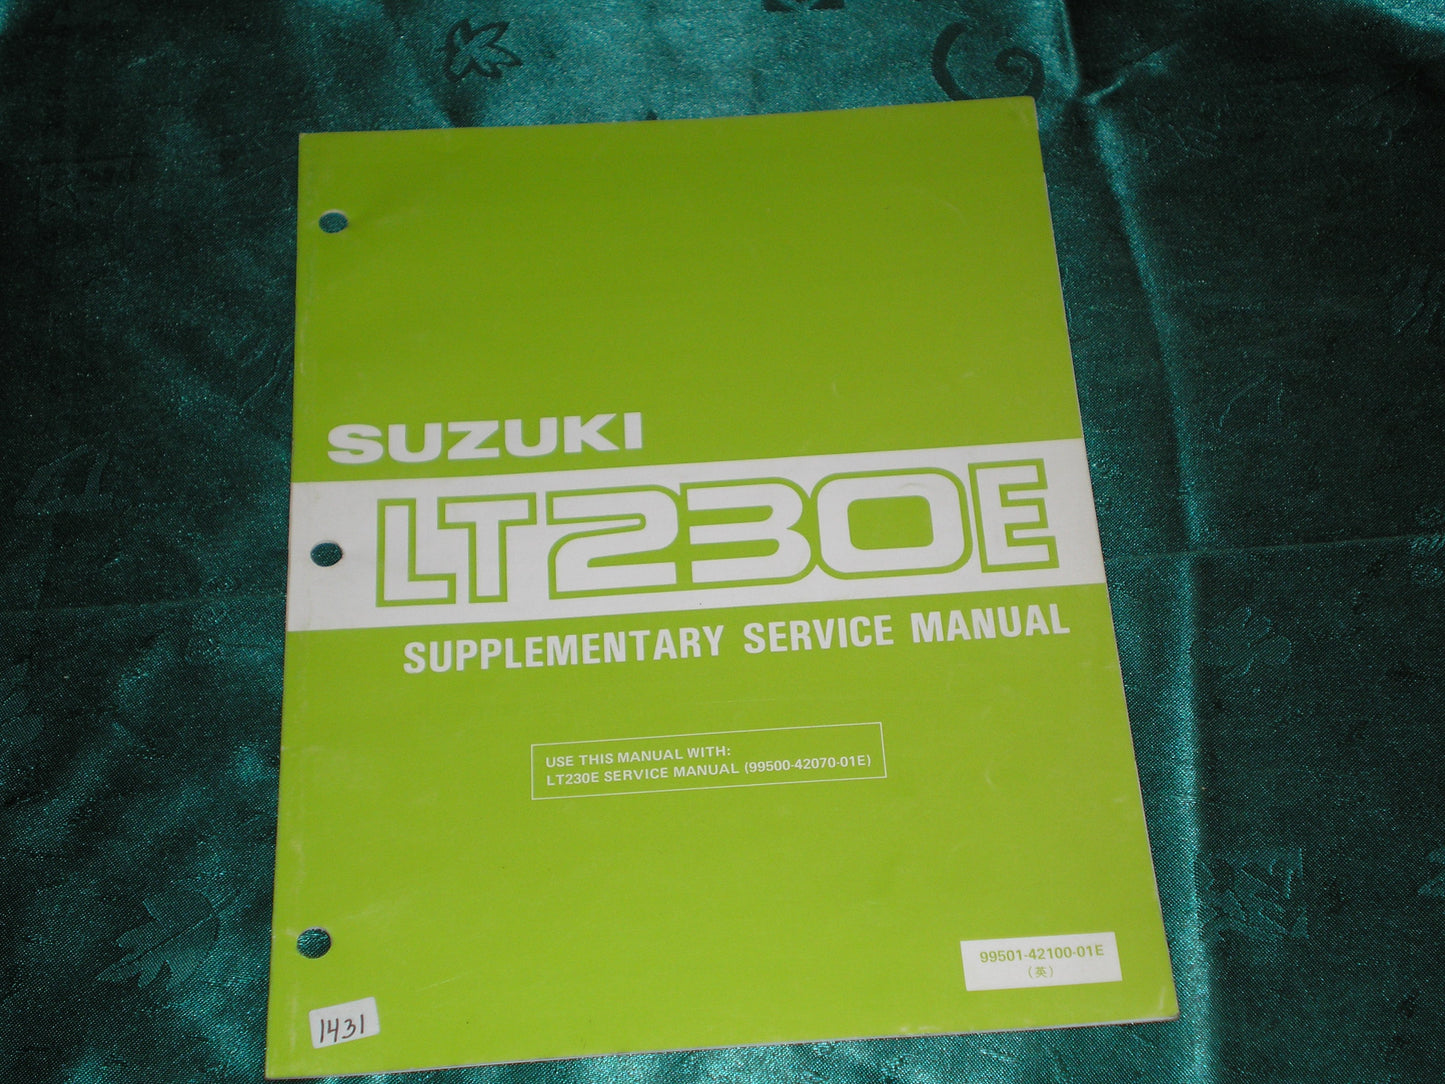 SUZUKI
LT230E
SUPPLEMENTARY SERVICE MANUAL
USE THIS MANUAL WITH:
LT230E SERVICE MANUAL (99500-42070-01E)
99501-42100-01E
(英)
1431